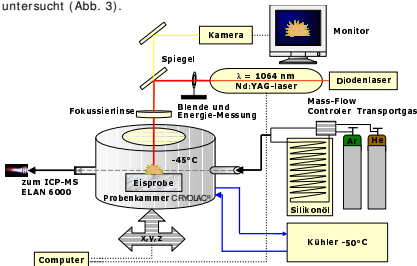 untersucht (Abb. 3).
Kamera
Monitor
Spiegel
λ = 1064 nm
Nd:YAG-laser
Diodenlaser
Fokussierlinse
Blende und
Energie-Messung
Mass-Flow
Controler Transportgas
Ar
He
-45°C
zum ICP-MS
ELAN 6000
Eisprobe
Probenkammer CRYOLAC®
Silikonöl
x,y,z
Kühler -50°C
Computer